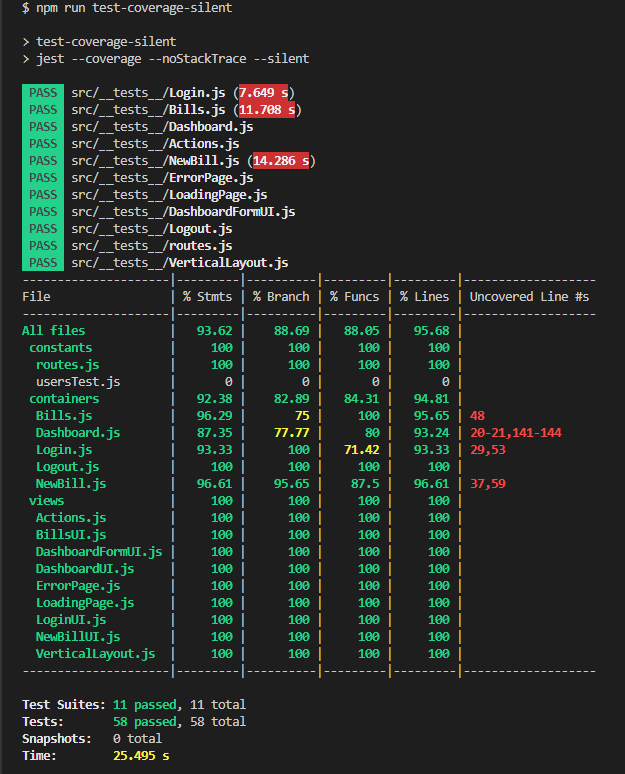 $ npm run test-coverage-silent

> test-coverage-silent
> jest --coverage --noStackTrace --silent

PASS src/__tests__/Login.js (7.649 s)
PASS src/__tests__/Bills.js (11.708 s)
PASS src/__tests__/Dashboard.js
PASS src/__tests__/Actions.js
PASS src/__tests__/NewBill.js (14.286 s)
PASS src/__tests__/ErrorPage.js
PASS src/__tests__/LoadingPage.js
PASS src/__tests__/DashboardFormUI.js
PASS src/__tests__/Logout.js
PASS src/__tests__/routes.js
PASS src/__tests__/VerticalLayout.js
---------------------|---------|----------|---------|---------|-------------------
File                 | % Stmts | % Branch | % Funcs | % Lines | Uncovered Line #s
---------------------|---------|----------|---------|---------|-------------------
All files            |   93.62 |    88.69 |   88.05 |   95.68 |
 constants           |     100 |      100 |     100 |     100 |
  routes.js          |     100 |      100 |     100 |     100 |
  usersTest.js       |       0 |        0 |       0 |       0 |
 containers          |   92.38 |    82.89 |   84.31 |   94.81 |
  Bills.js           |   96.29 |       75 |     100 |   95.65 | 48
  Dashboard.js       |   87.35 |    77.77 |      80 |   93.24 | 20-21,141-144
  Login.js           |   93.33 |      100 |   71.42 |   93.33 | 29,53
  Logout.js          |     100 |      100 |     100 |     100 |
  NewBill.js         |   96.61 |    95.65 |    87.5 |   96.61 | 37,59
 views               |     100 |      100 |     100 |     100 |
  Actions.js         |     100 |      100 |     100 |     100 |
  BillsUI.js         |     100 |      100 |     100 |     100 |
  DashboardFormUI.js |     100 |      100 |     100 |     100 |
  DashboardUI.js     |     100 |      100 |     100 |     100 |
  ErrorPage.js       |     100 |      100 |     100 |     100 |
  LoadingPage.js     |     100 |      100 |     100 |     100 |
  LoginUI.js         |     100 |      100 |     100 |     100 |
  NewBillUI.js       |     100 |      100 |     100 |     100 |
  VerticalLayout.js  |     100 |      100 |     100 |     100 |
---------------------|---------|----------|---------|---------|-------------------

Test Suites: 11 passed, 11 total
Tests:       58 passed, 58 total
Snapshots:   0 total
Time:        25.495 s